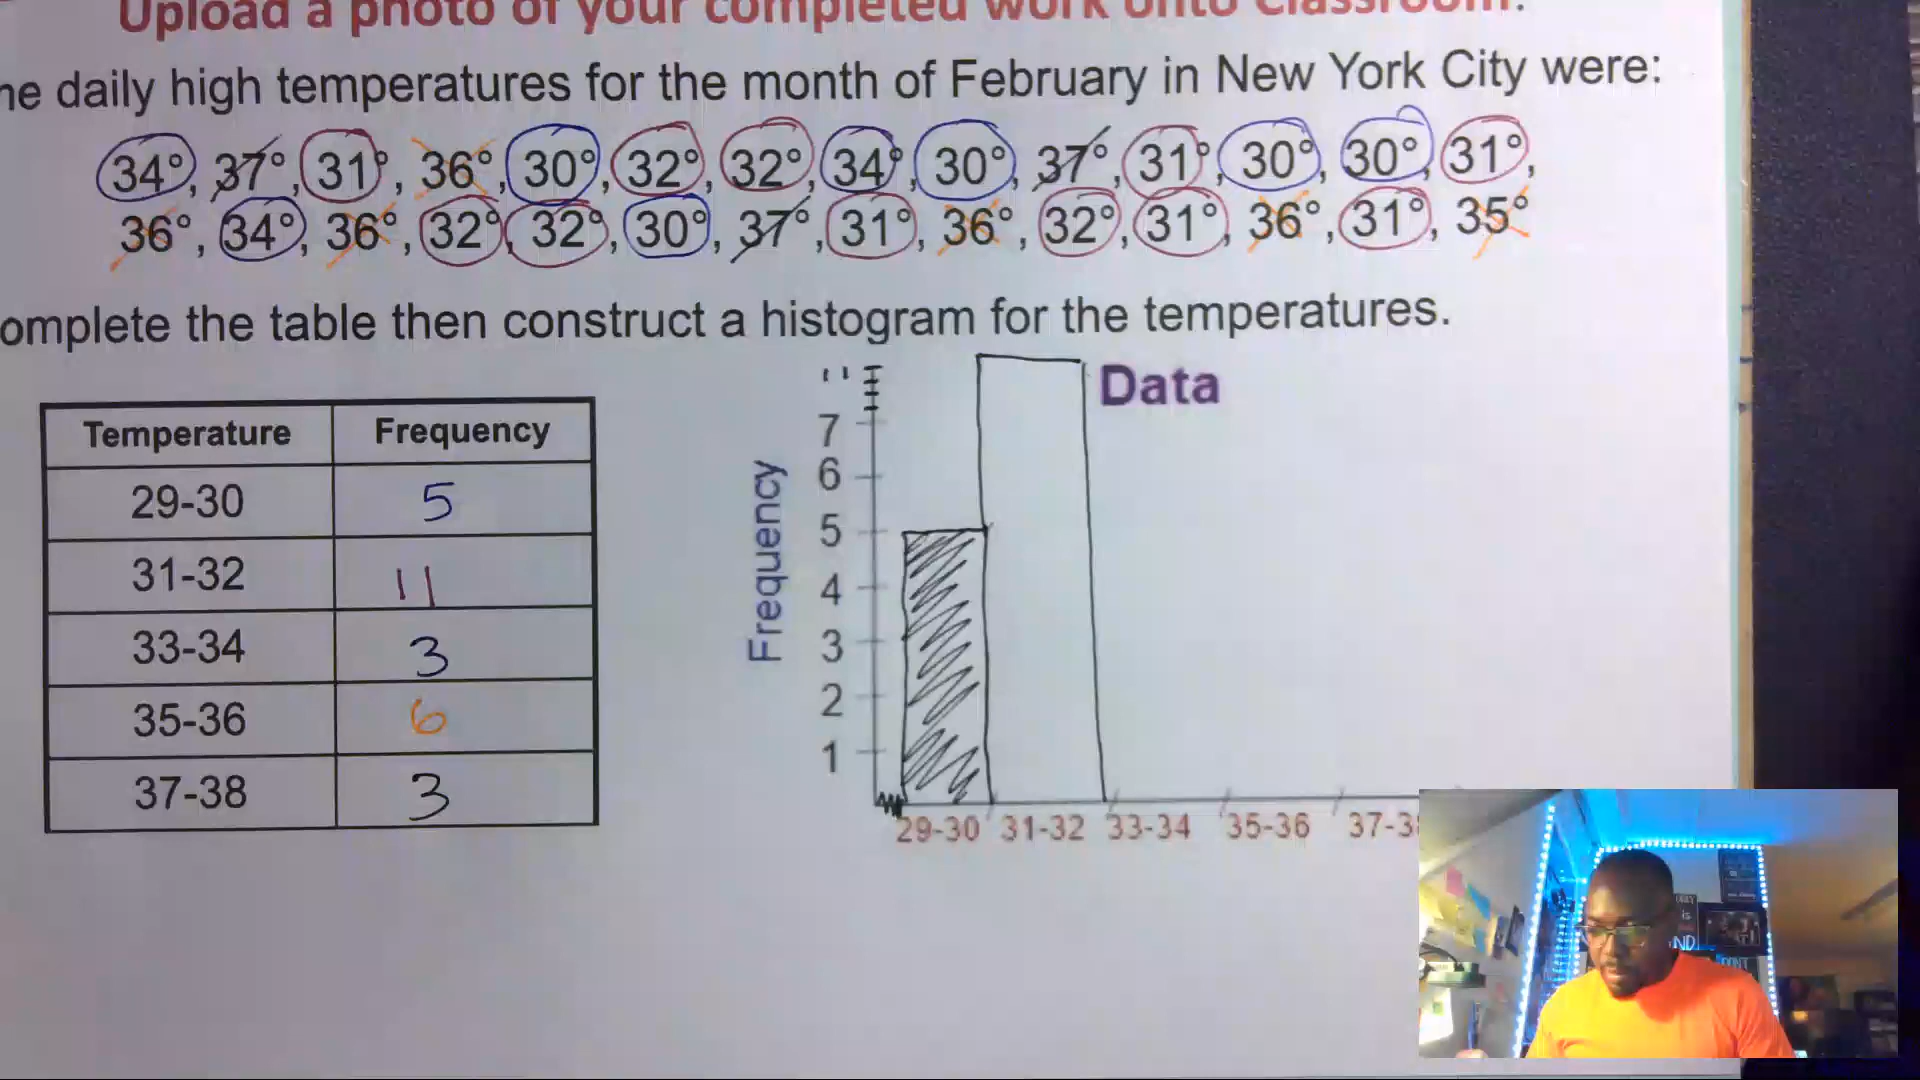 Upload a photo of your completed work onto Classroom.
he daily high temperatures for the month of February in New York City were:
34°, 37°, 31°, 36°, 30°, 32°, 32°, 34°, 30°, 37°, 31°, 30°, 30°, 31°,
36°, 34°, 36°, 32°, 32°, 30°, 37°, 31°, 36°, 32°, 31°, 36°, 31°, 35°
omplete the table then construct a histogram for the temperatures.
Temperature Frequency
29-30 5
31-32 11
33-34 3
35-36 6
37-38 3
Data
Frequency
11
7
6
5
4
3
2
1
29-30 31-32 33-34 35-36 37-3
is